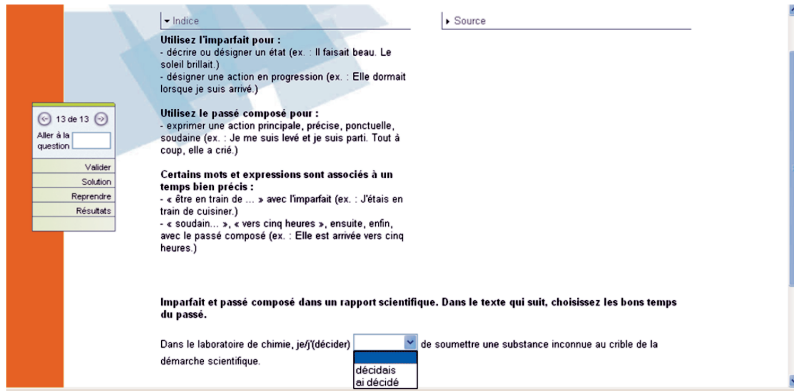 Indice
Source
Utilisez l'imparfait pour :
- décrire ou désigner un état (ex. : Il faisait beau. Le
soleil brillait.)
- désigner une action en progression (ex. : Elle dormait
lorsque je suis arrivé.)
Utilisez le passé composé pour :
- exprimer une action principale, précise, ponctuelle,
soudaine (ex. : Je me suis levé et je suis parti. Tout à
coup, elle a crié.)
Certains mots et expressions sont associés à un
temps bien précis :
- « être en train de ... » avec l'imparfait (ex. : J'étais en
train de cuisiner.)
- « soudain... », « vers cinq heures », ensuite, enfin,
avec le passé composé (ex. : Elle est arrivée vers cinq
heures.)
13 de 13
Aller à la
question
Valider
Solution
Reprendre
Résultats
Imparfait et passé composé dans un rapport scientifique. Dans le texte qui suit, choisissez les bons temps
du passé.
Dans le laboratoire de chimie, je/j'(décider) de soumettre une substance inconnue au crible de la
démarche scientifique.
décidais
ai décidé